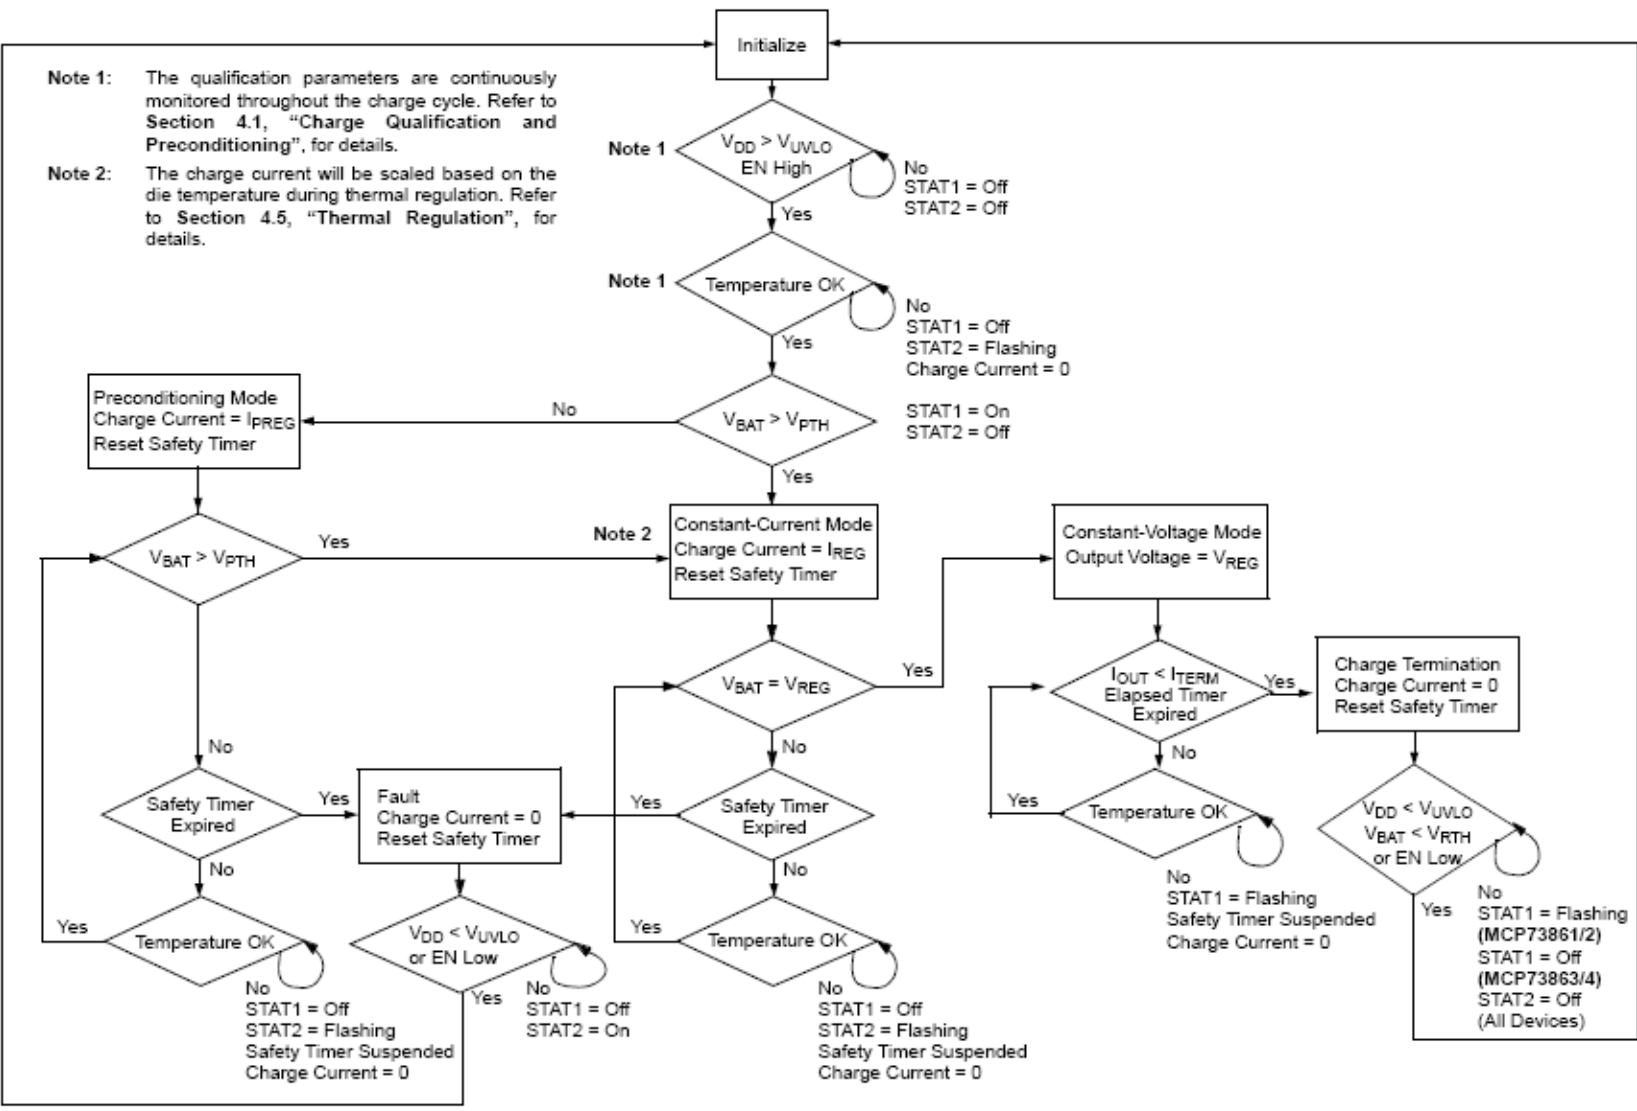 Initialize
Note 1: The qualification parameters are continuously
monitored throughout the charge cycle. Refer to
Section 4.1, “Charge Qualification and
Preconditioning”, for details.
Note 2: The charge current will be scaled based on the
die temperature during thermal regulation. Refer
to Section 4.5, “Thermal Regulation”, for
details.
Note 1
VDD > VUVLO
EN High
No
STAT1 = Off
STAT2 = Off
Yes
Note 1
Temperature OK
No
STAT1 = Off
STAT2 = Flashing
Charge Current = 0
Yes
Preconditioning Mode
Charge Current = IPREG
Reset Safety Timer
No
VBAT > VPTH
STAT1 = On
STAT2 = Off
Yes
VBAT > VPTH
Yes
Note 2
Constant-Current Mode
Charge Current = IREG
Reset Safety Timer
Constant-Voltage Mode
Output Voltage = VREG
VBAT = VREG
Yes
IOUT < ITERM
Elapsed Timer
Expired
Yes
Charge Termination
Charge Current = 0
Reset Safety Timer
No
No
No
Safety Timer
Expired
Yes
Fault
Charge Current = 0
Reset Safety Timer
Yes
Safety Timer
Expired
Yes
Temperature OK
VDD < VUVLO
VBAT < VRTH
or EN Low
No
No
No
STAT1 = Flashing
Safety Timer Suspended
Charge Current = 0
Yes
No
STAT1 = Flashing
(MCP73861/2)
STAT1 = Off
(MCP73863/4)
STAT2 = Off
(All Devices)
Yes
Temperature OK
VDD < VUVLO
or EN Low
Yes
Temperature OK
No
STAT1 = Off
STAT2 = Flashing
Safety Timer Suspended
Charge Current = 0
Yes
No
STAT1 = Off
STAT2 = On
No
STAT1 = Off
STAT2 = Flashing
Safety Timer Suspended
Charge Current = 0